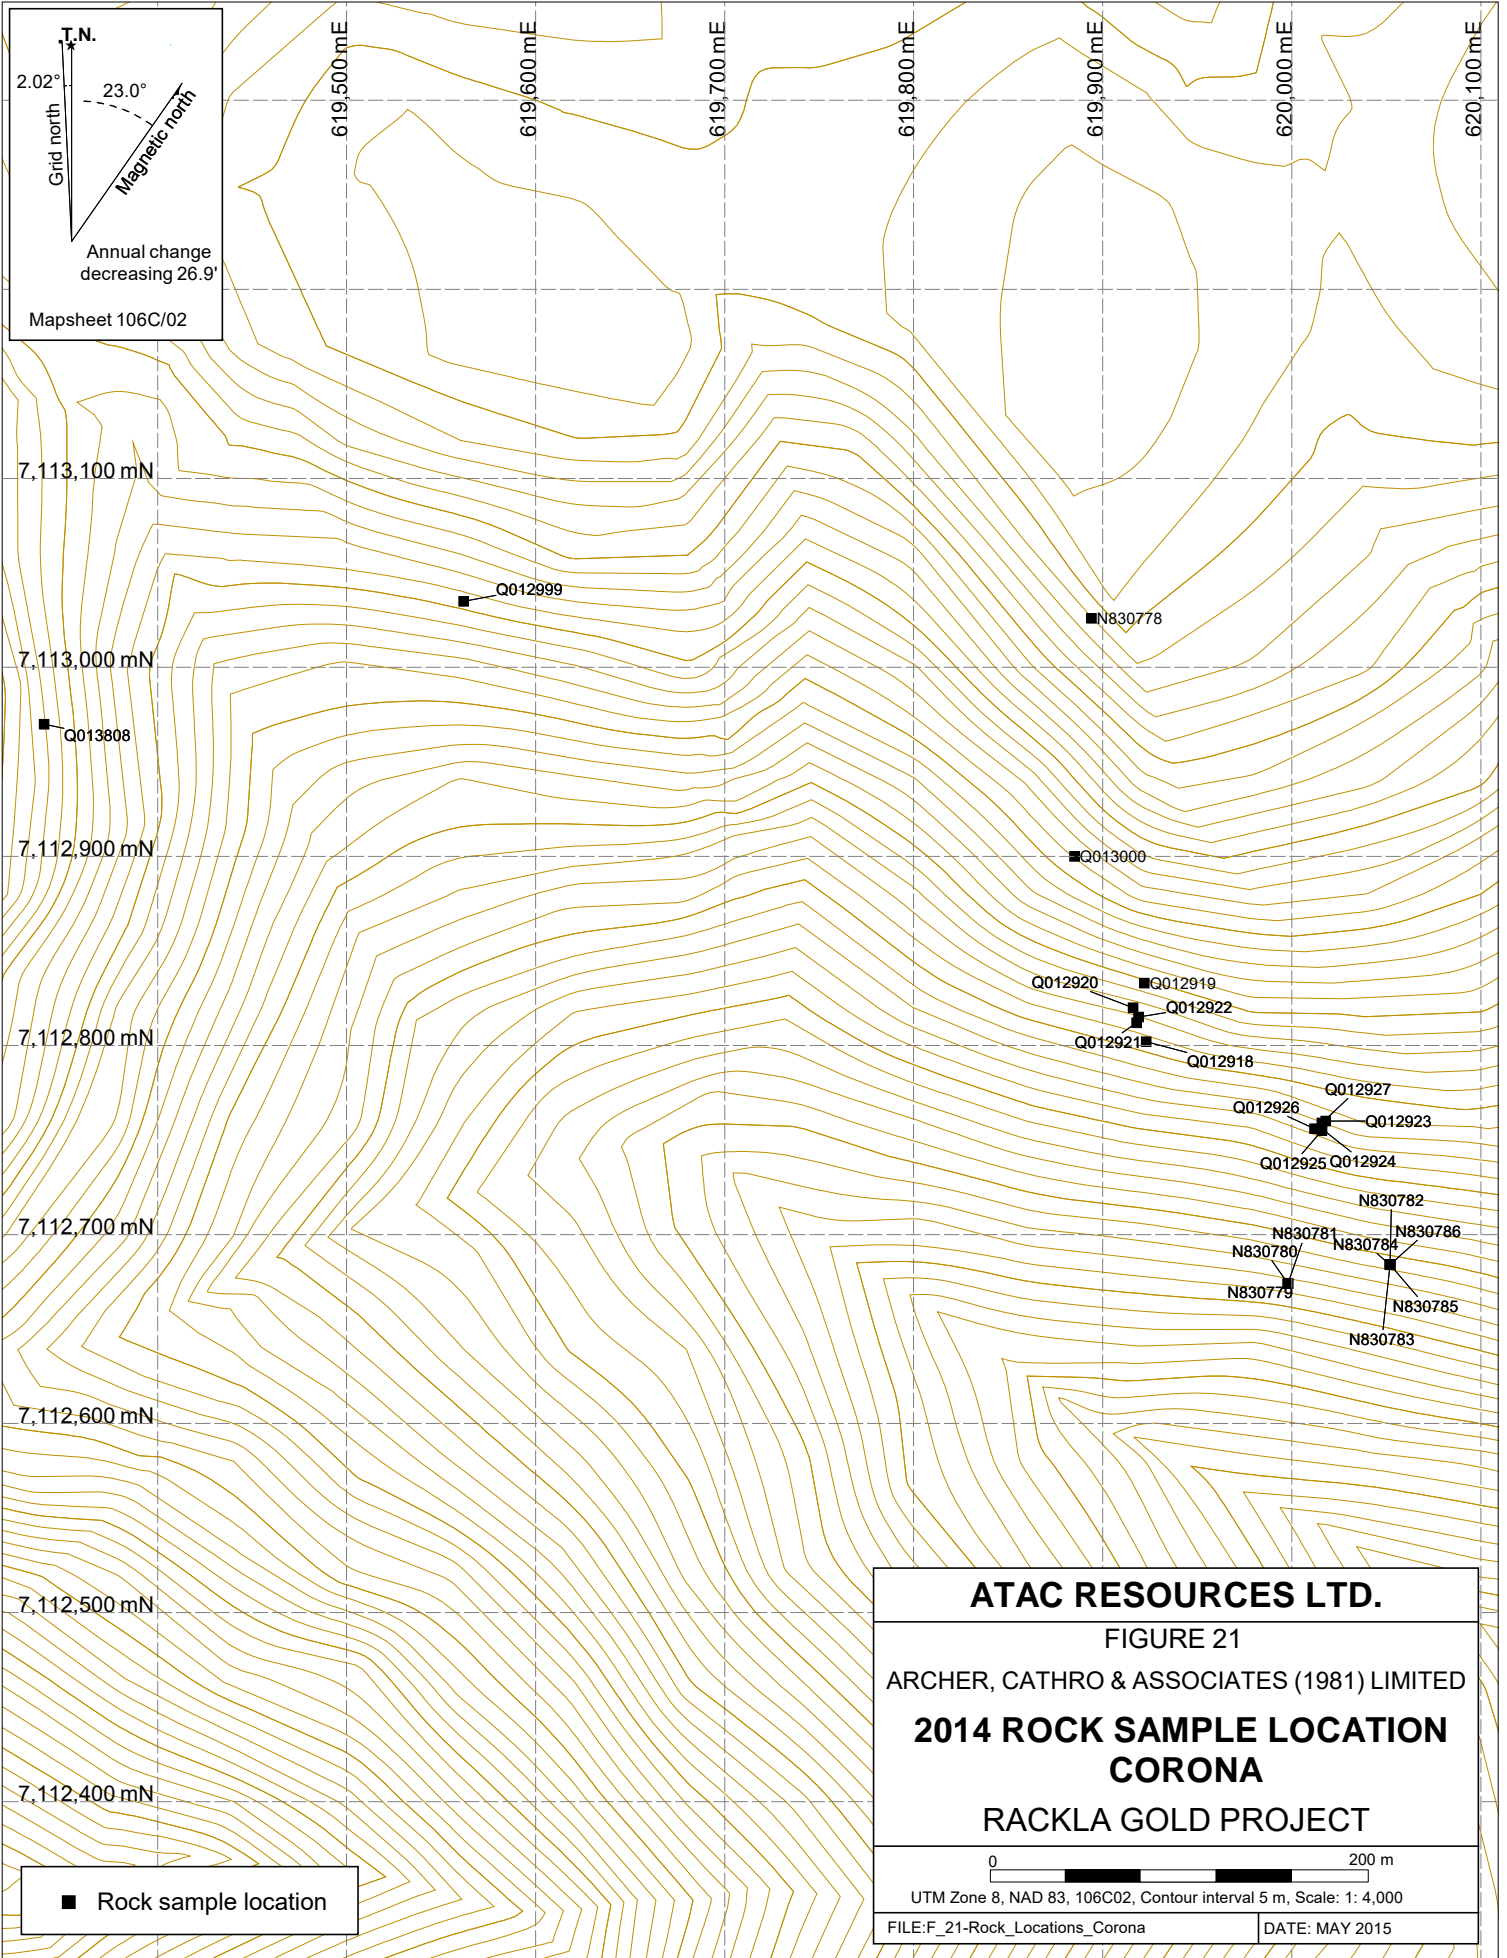 .T.N.
2.02°
23.0°
Grid north
Magnetic north
Annual change
decreasing 26.9'
Mapsheet 106C/02
619,500 mE
619,600 mE
619,700 mE
619,800 mE
619,900 mE
620,000 mE
620,100 mE
7,113,100 mN
Q012999
N830778
7,113,000 mN
Q013808
7,112,900 mN
Q013000
Q012920
Q012919
Q012922
7,112,800 mN
Q012921
Q012918
Q012927
Q012926
Q012923
Q012925
Q012924
N830782
7,112,700 mN
N830781
N830786
N830784
N830780
N830779
N830785
N830783
7,112,600 mN
7,112,500 mN
7,112,400 mN
Rock sample location
ATAC RESOURCES LTD.
FIGURE 21
ARCHER, CATHRO & ASSOCIATES (1981) LIMITED
2014 ROCK SAMPLE LOCATION
CORONA
RACKLA GOLD PROJECT
0 200 m
UTM Zone 8, NAD 83, 106C02, Contour interval 5 m, Scale: 1: 4,000
FILE:F_21-Rock_Locations_Corona
DATE: MAY 2015